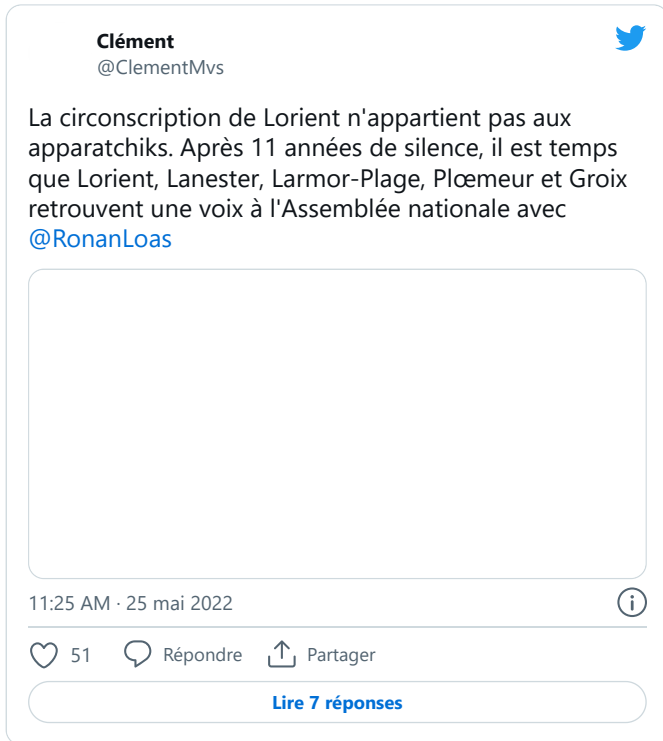 Clément
@ClementMvs
La circonscription de Lorient n'appartient pas aux
apparatchiks. Après 11 années de silence, il est temps
que Lorient, Lanester, Larmor-Plage, Plœmeur et Groix
retrouvent une voix à l'Assemblée nationale avec
@RonanLoas
11:25 AM · 25 mai 2022
51 Répondre Partager
Lire 7 réponses